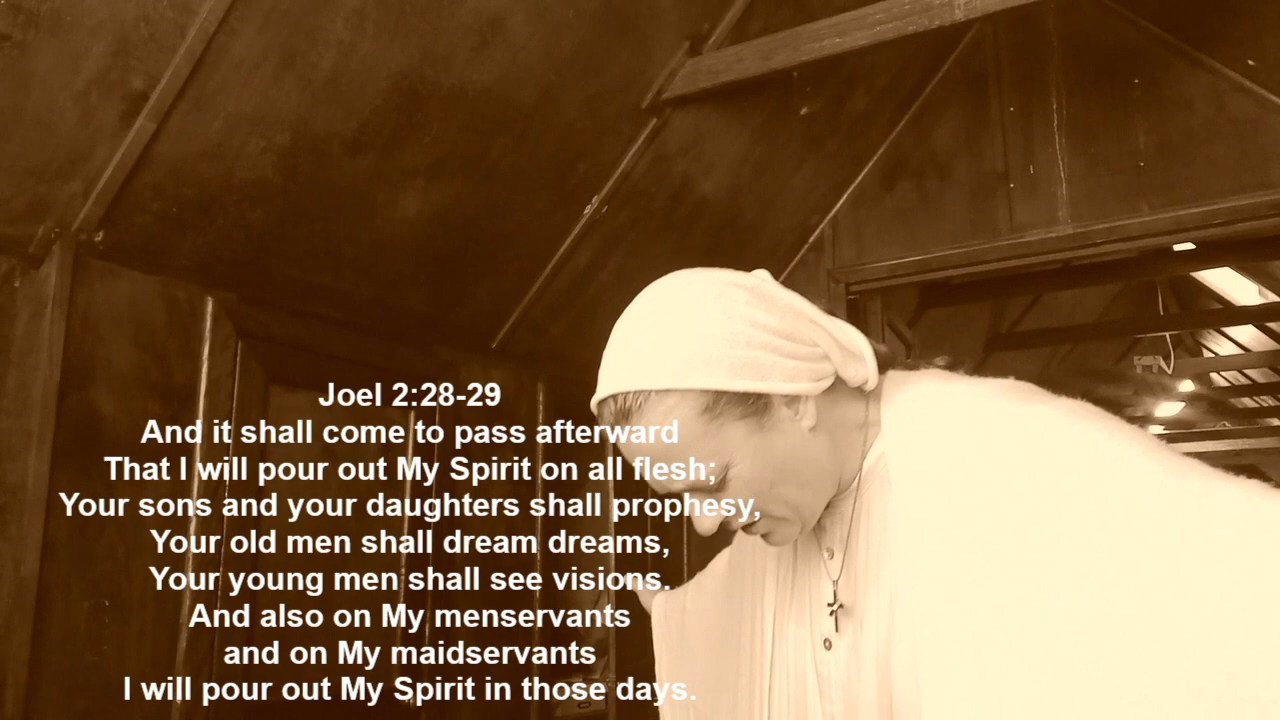 Joel 2:28-29
And it shall come to pass afterward
That I will pour out My Spirit on all flesh;
Your sons and your daughters shall prophesy,
Your old men shall dream dreams,
Your young men shall see visions.
And also on My menservants
and on My maidservants
I will pour out My Spirit in those days.